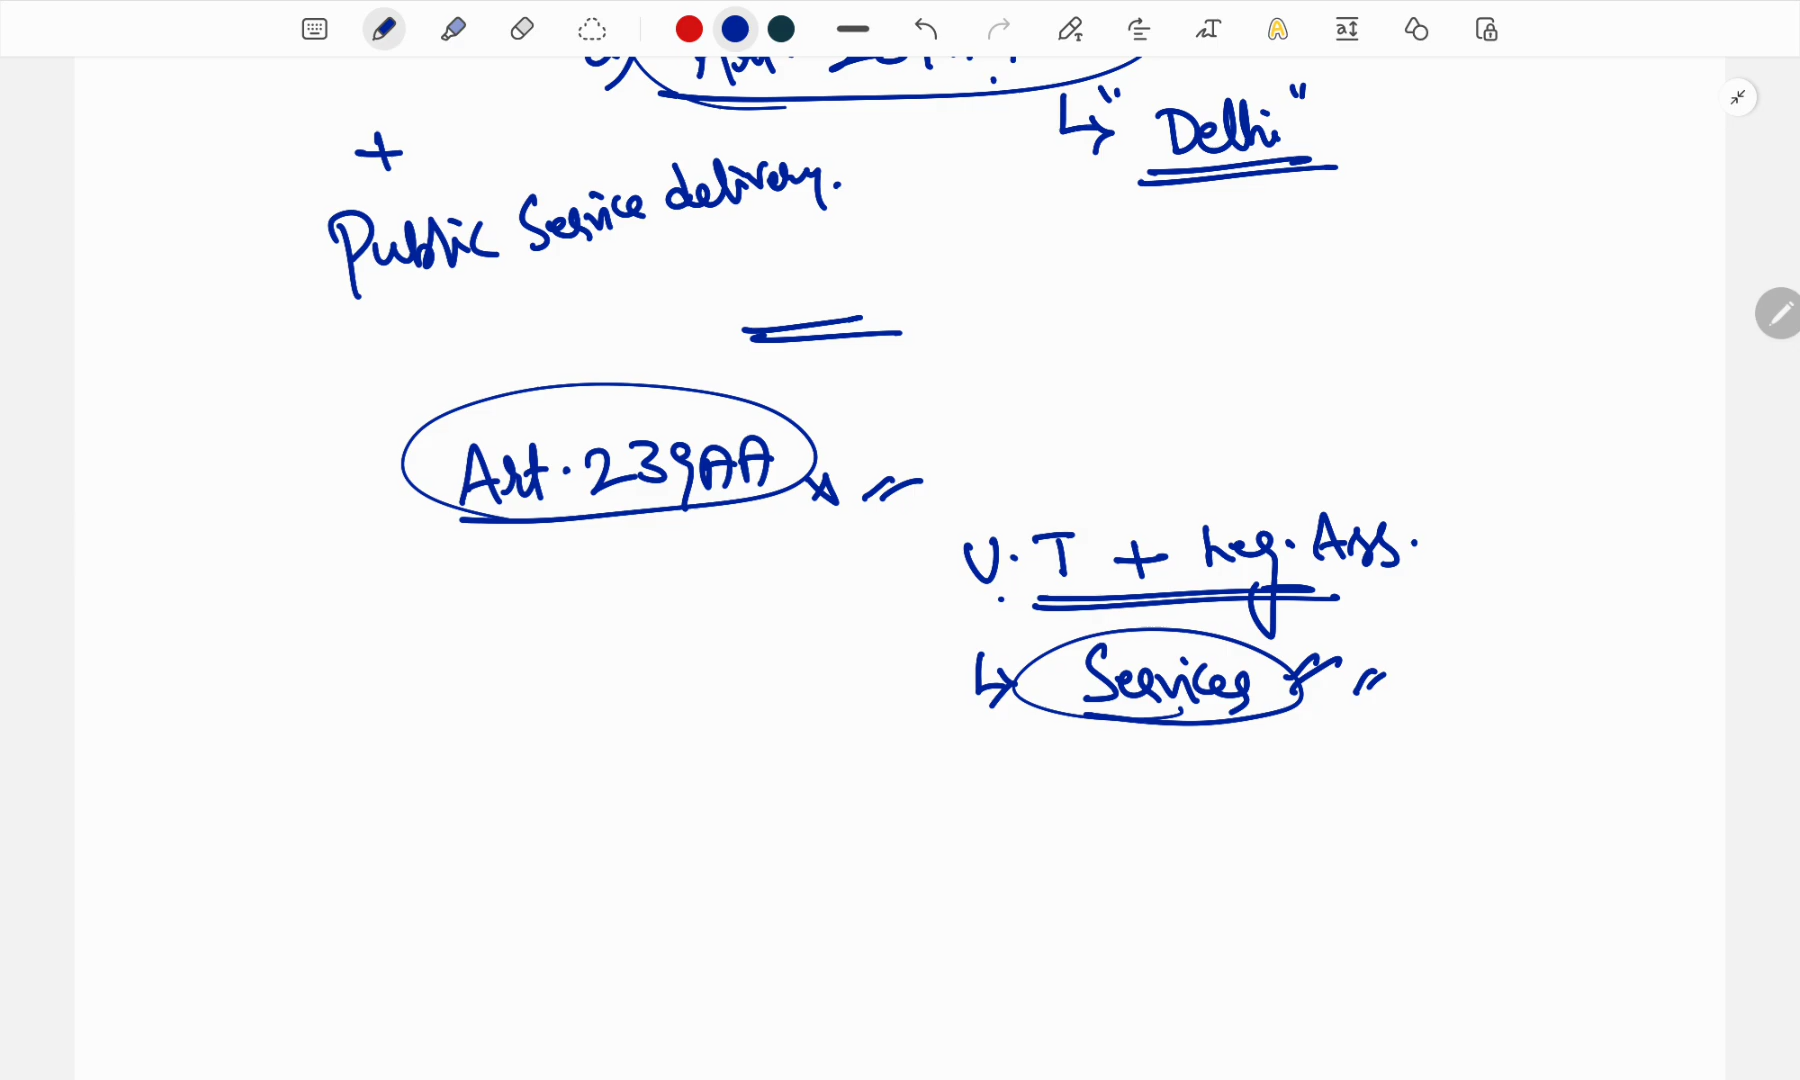 "Delhi"
+
Public Service delivery.
Art. 239AA
U.T + Leg. Ass.
Services